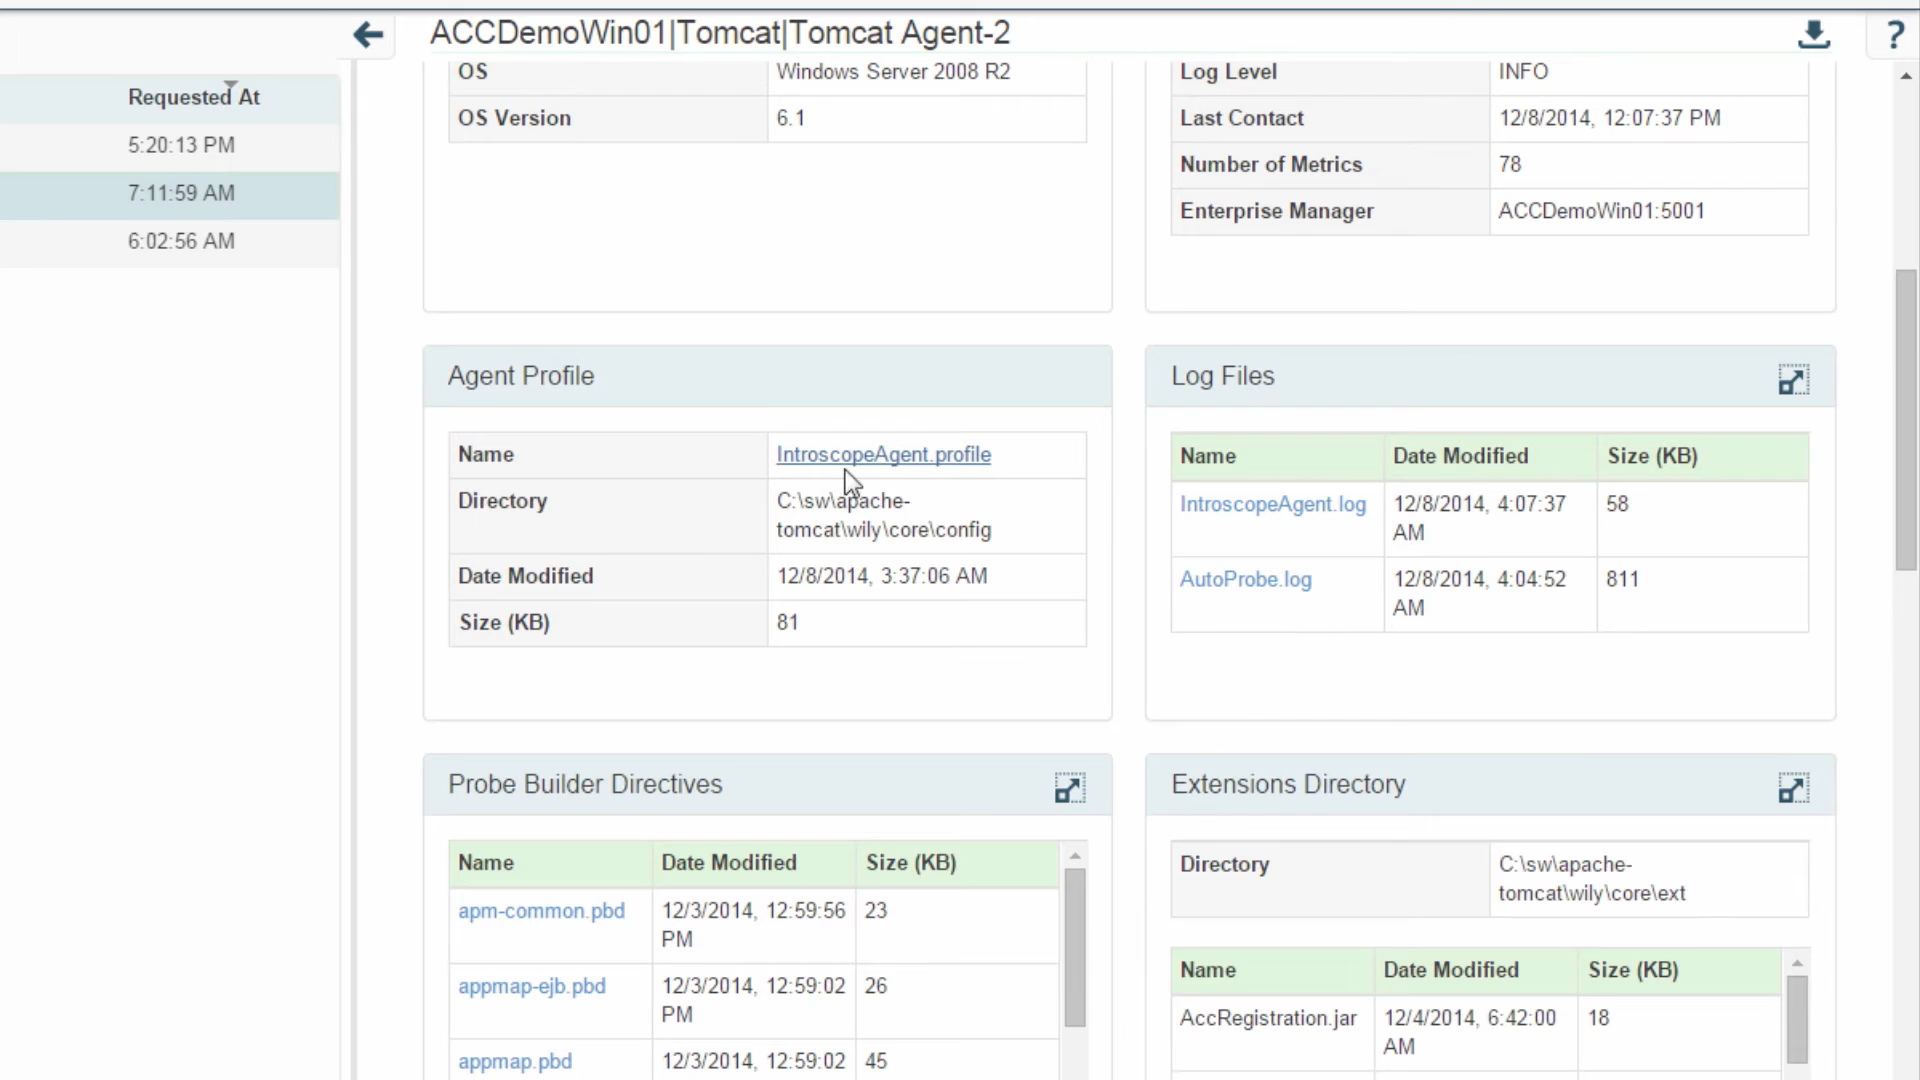 ACCDemoWin01|Tomcat|Tomcat Agent-2
?
Requested At
5:20:13 PM
7:11:59 AM
6:02:56 AM
OS Windows Server 2008 R2
OS Version 6.1
Log Level INFO
Last Contact 12/8/2014, 12:07:37 PM
Number of Metrics 78
Enterprise Manager ACCDemoWin01:5001
Agent Profile
Name IntroscopeAgent.profile
Directory C:\sw\apache-
tomcat\wily\core\config
Date Modified 12/8/2014, 3:37:06 AM
Size (KB) 81
Log Files
Name Date Modified Size (KB)
IntroscopeAgent.log 12/8/2014, 4:07:37 58
AM
AutoProbe.log 12/8/2014, 4:04:52 811
AM
Probe Builder Directives
Name Date Modified Size (KB)
apm-common.pbd 12/3/2014, 12:59:56 23
PM
appmap-ejb.pbd 12/3/2014, 12:59:02 26
PM
appmap.pbd 12/3/2014, 12:59:02 45
Extensions Directory
Directory C:\sw\apache-
tomcat\wily\core\ext
Name Date Modified Size (KB)
AccRegistration.jar 12/4/2014, 6:42:00 18
AM